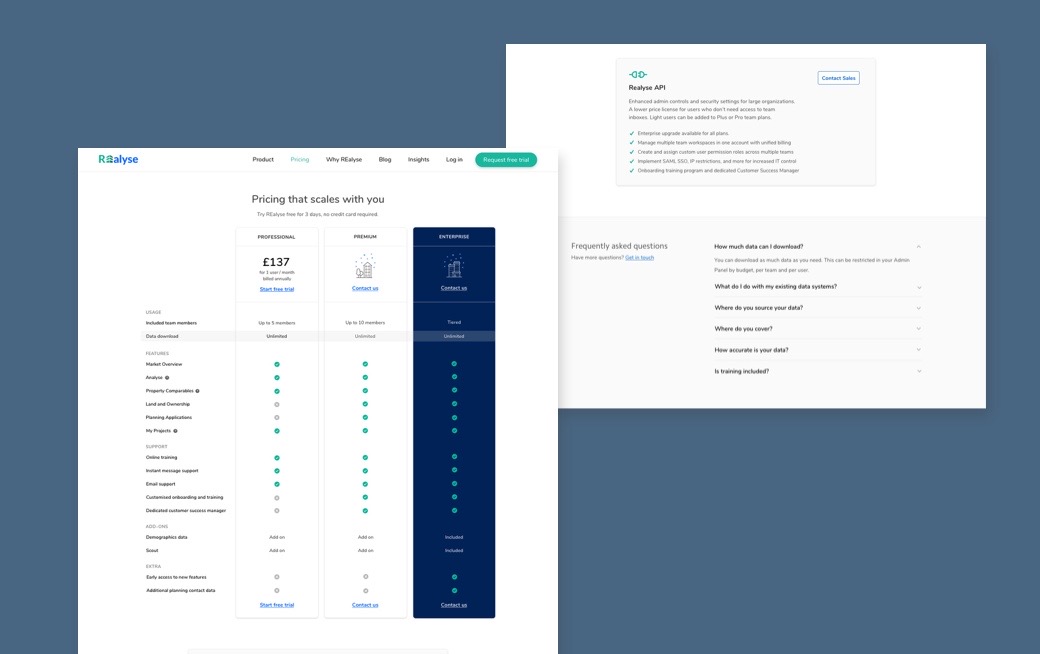 REalyse
Product Pricing Why REalyse Blog Insights Log in Request free trial
Pricing that scales with you
Try REalyse free for 3 days, no credit card required.
PROFESSIONAL PREMIUM ENTERPRISE
£137
for 1 user / month
billed annually
Start free trial Contact us Contact us
USAGE
Included team members Up to 5 members Up to 10 members Tiered
Data download Unlimited Unlimited Unlimited
FEATURES
Market Overview
Analyse
Property Comparables
Land and Ownership
Planning Applications
My Projects
SUPPORT
Online training
Instant message support
Email support
Customised onboarding and training
Dedicated customer success manager
ADD-ONS
Demographics data Add on Add on Included
Scout Add on Add on Included
EXTRA
Early access to new features
Additional planning contact data
Start free trial Contact us Contact us
Realyse API
Contact Sales
Enhanced admin controls and security settings for large organizations.
A lower price license for users who don't need access to team
inboxes. Light users can be added to Plus or Pro team plans.
Enterprise upgrade available for all plans.
Manage multiple team workspaces in one account with unified billing
Create and assign custom user permission roles across multiple teams
Implement SAML SSO, IP restrictions, and more for increased IT control
Onboarding training program and dedicated Customer Success Manager
Frequently asked questions
Have more questions? Get in touch
How much data can I download?
You can download as much data as you need. This can be restricted in your Admin
Panel by budget, per team and per user.
What do I do with my existing data systems?
Where do you source your data?
Where do you cover?
How accurate is your data?
Is training included?